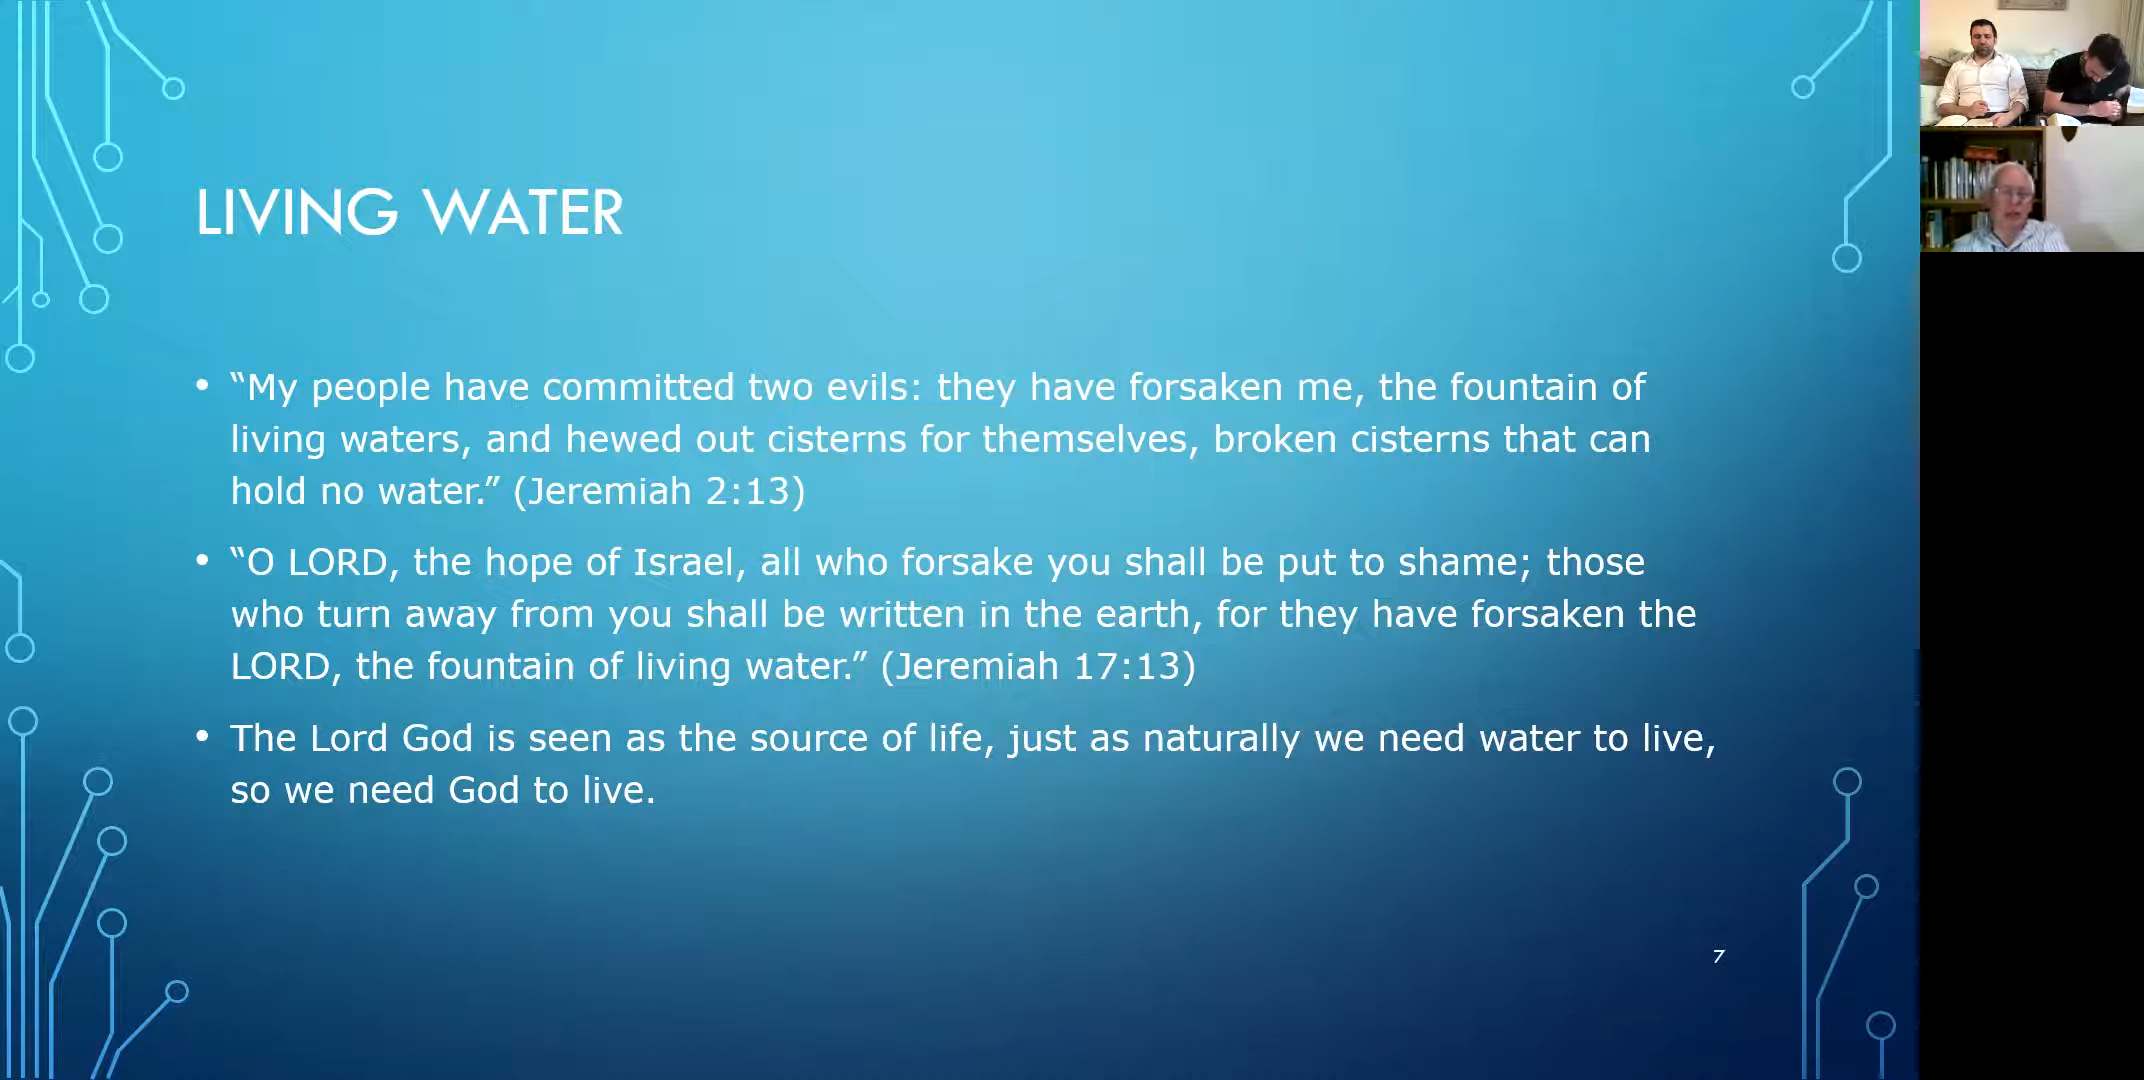 LIVING WATER
• “My people have committed two evils: they have forsaken me, the fountain of
living waters, and hewed out cisterns for themselves, broken cisterns that can
hold no water.” (Jeremiah 2:13)
• “O LORD, the hope of Israel, all who forsake you shall be put to shame; those
who turn away from you shall be written in the earth, for they have forsaken the
LORD, the fountain of living water.” (Jeremiah 17:13)
• The Lord God is seen as the source of life, just as naturally we need water to live,
so we need God to live.
7